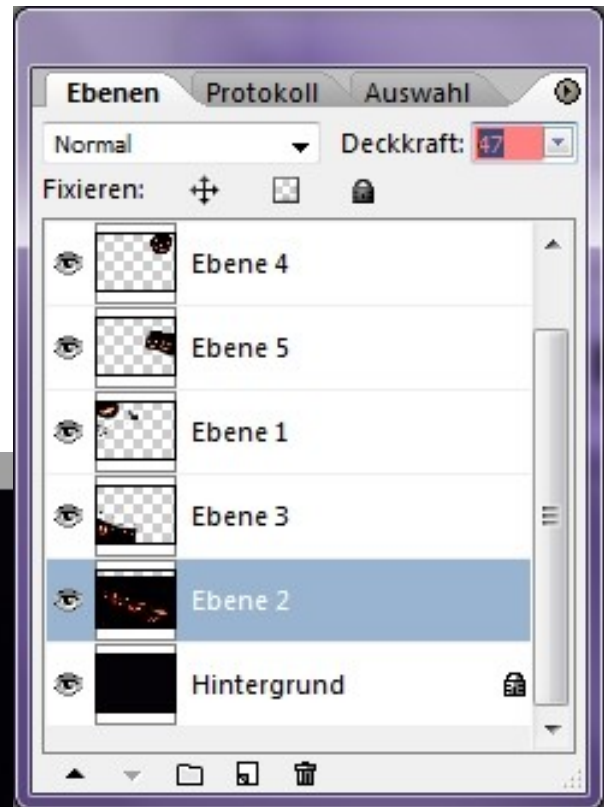 Ebenen Protokoll Auswahl
Normal Deckkraft: 47
Fixieren:
Ebene 4
Ebene 5
Ebene 1
Ebene 3
Ebene 2
Hintergrund